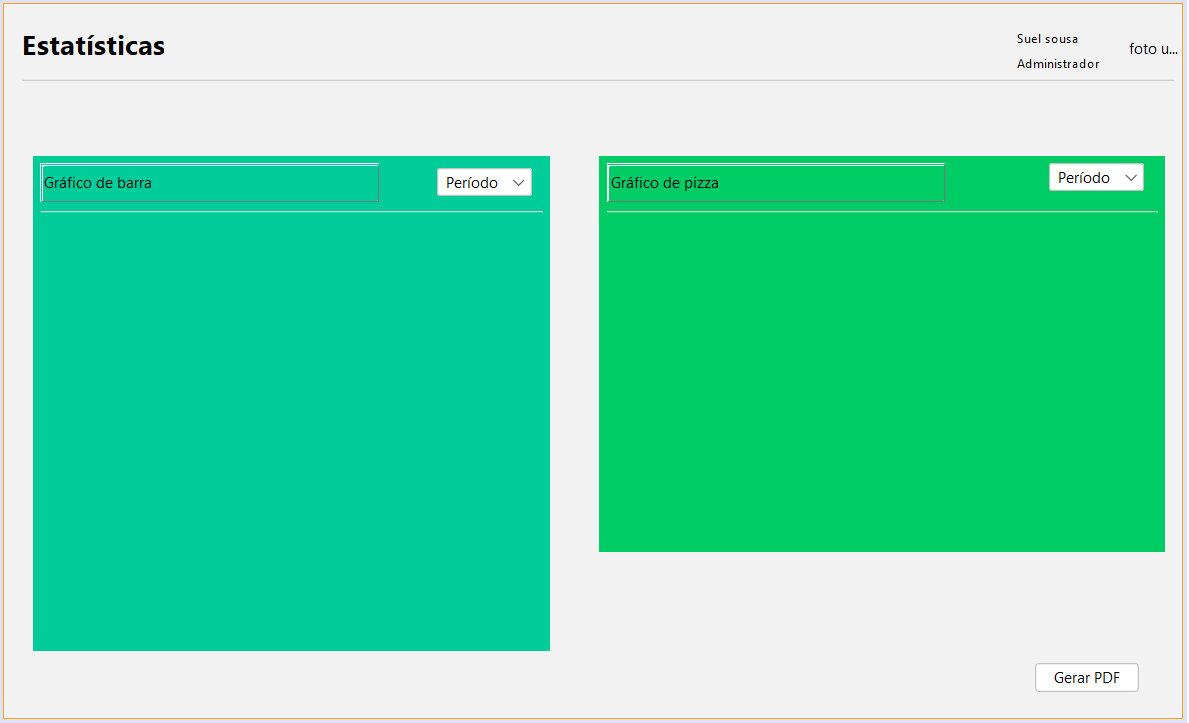 Estatísticas
Suel sousa
Administrador
foto u...
Gráfico de barra
Período
Gráfico de pizza
Período
Gerar PDF